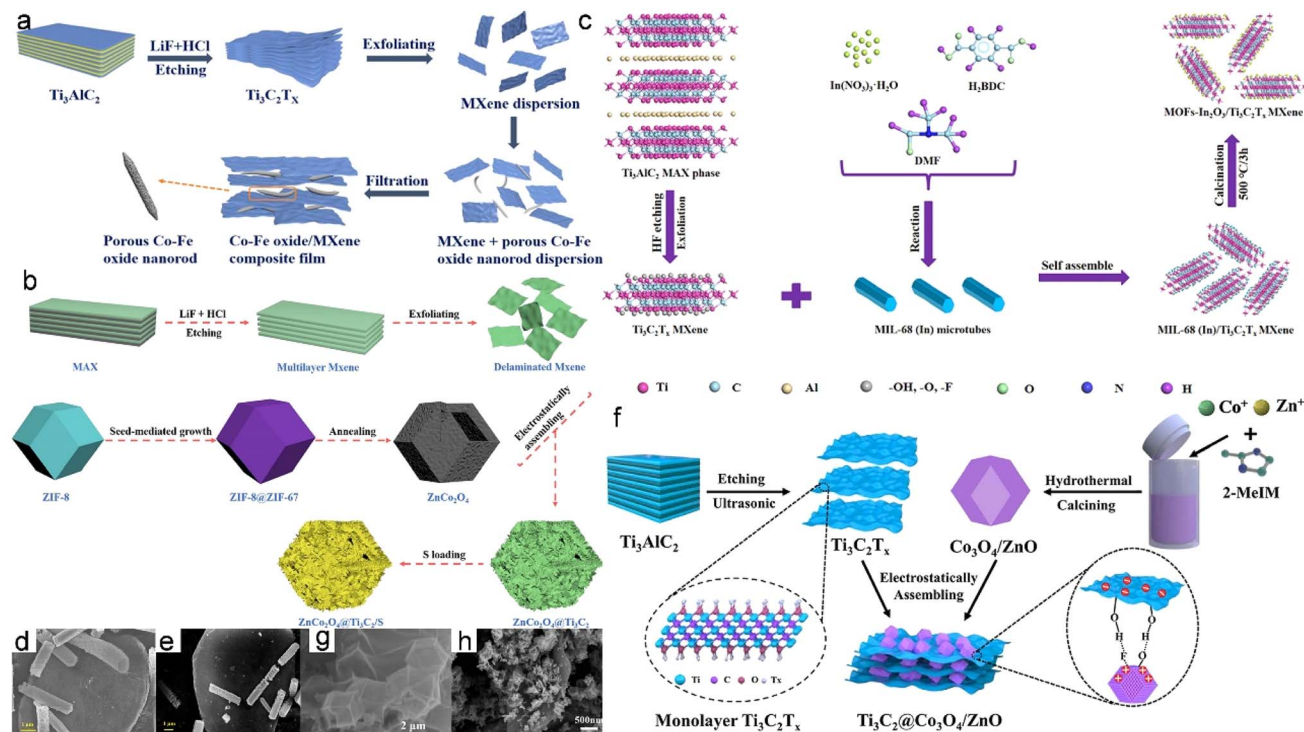 a
LiF+HCl
Etching
Exfoliating
Ti₃AlC₂
Ti₃C₂Tₓ
MXene dispersion
Filtration
Porous Co-Fe
oxide nanorod
Co-Fe oxide/MXene
composite film
MXene + porous Co-Fe
oxide nanorod dispersion
b
LiF + HCl
Etching
Exfoliating
MAX
Multilayer Mxene
Delaminated Mxene
Seed-mediated growth
Annealing
Electrostatically
assembling
ZIF-8
ZIF-8@ZIF-67
ZnCo₂O₄
S loading
ZnCo₂O₄@Ti₃C₂/S
ZnCo₂O₄@Ti₃C₂
c
In(NO₃)₃·H₂O
H₂BDC
DMF
Ti₃AlC₂ MAX phase
HF etching
Exfoliation
Reaction
Ti₃C₂Tₓ MXene
MIL-68 (In) microtubes
Self assemble
MIL-68 (In)/Ti₃C₂Tₓ MXene
Calcination
500 °C/3h
MOFs-In₂O₃/Ti₃C₂Tₓ MXene
Ti
C
Al
-OH, -O, -F
O
N
H
d
1 μm
e
1 μm
g
2 μm
h
500nm
f
Etching
Ultrasonic
Ti₃AlC₂
Ti₃C₂Tₓ
Co₃O₄/ZnO
Hydrothermal
Calcining
Co⁺ Zn⁺
+
2-MeIM
Electrostatically
Assembling
Ti C O Tx
Monolayer Ti₃C₂Tₓ
Ti₃C₂@Co₃O₄/ZnO
O O
H H
F O